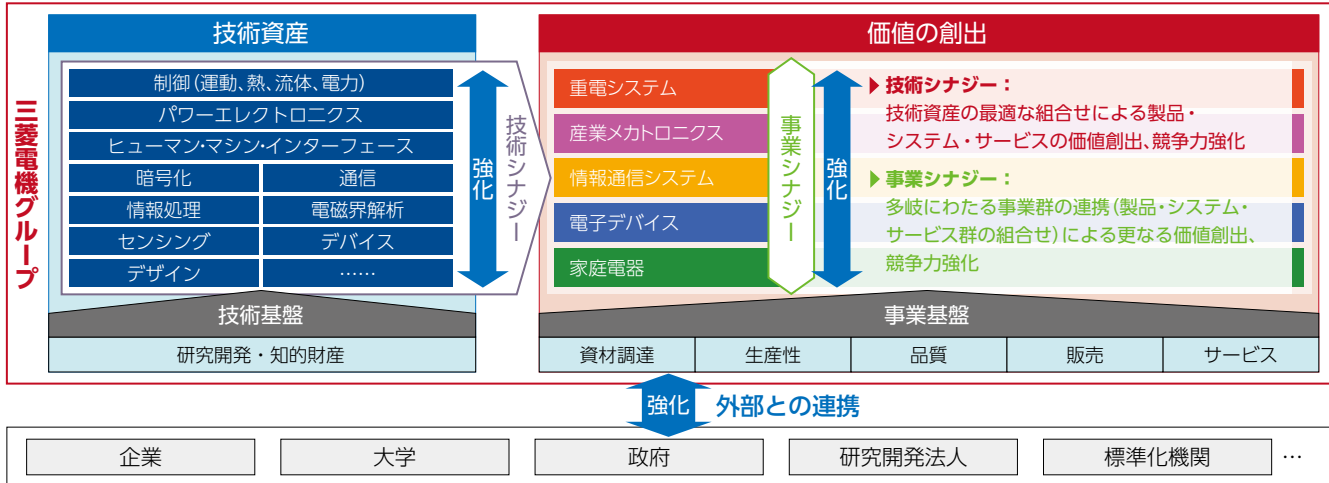 三菱電機グループ
技術資産
制御(運動、熱、流体、電力)
パワーエレクトロニクス
ヒューマン・マシン・インターフェース
暗号化
通信
情報処理
電磁界解析
センシング
デバイス
デザイン
……
強化
技術シナジー
技術基盤
研究開発・知的財産
価値の創出
重電システム
産業メカトロニクス
情報通信システム
電子デバイス
家庭電器
事業シナジー
強化
技術シナジー：
技術資産の最適な組合せによる製品・
システム・サービスの価値創出、競争力強化
事業シナジー：
多岐にわたる事業群の連携(製品・システム・
サービス群の組合せ)による更なる価値創出、
競争力強化
事業基盤
資材調達
生産性
品質
販売
サービス
強化
外部との連携
企業
大学
政府
研究開発法人
標準化機関
…